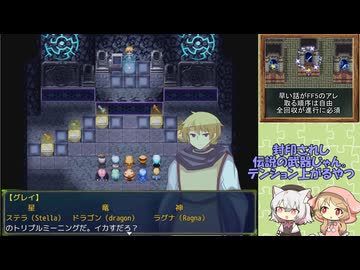 早い話がFF5のアレ
取る順序は自由
全回収が進行に必須
封印されし
伝説の武器じゃん。
テンション上がるやつ
【グレイ】
星 竜 神
ステラ（Stella） ドラゴン（dragon） ラグナ（Ragna）
のトリプルミーニングだ。イカすだろ？